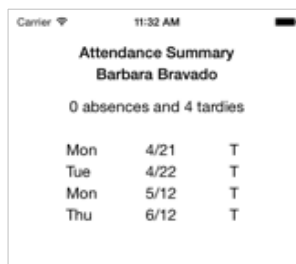 Carrier 11:32 AM
Attendance Summary
Barbara Bravado
0 absences and 4 tardies
Mon 4/21 T
Tue 4/22 T
Mon 5/12 T
Thu 6/12 T